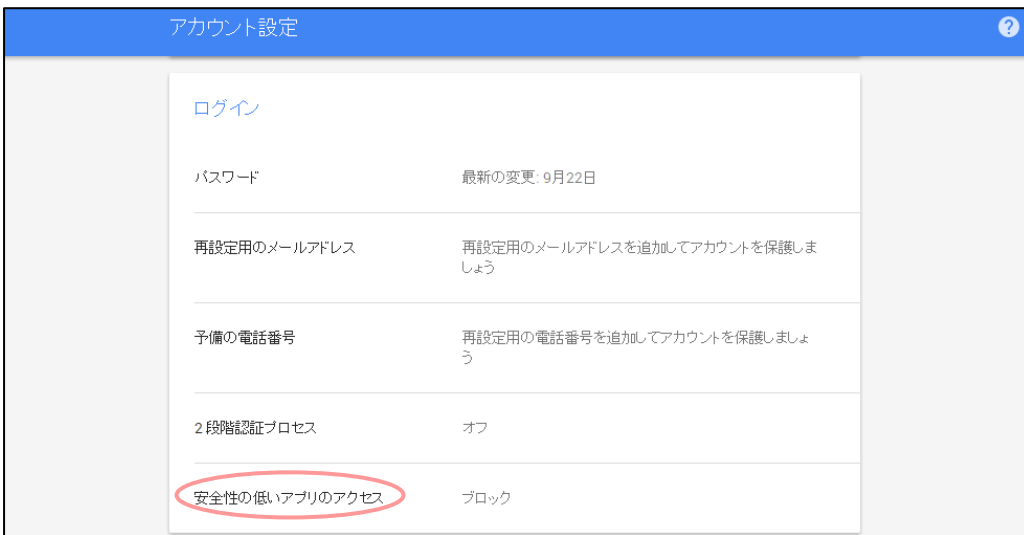 アカウント設定
?
ログイン
パスワード 最新の変更: 9月22日
再設定用のメールアドレス 再設定用のメールアドレスを追加してアカウントを保護しま
しょう
予備の電話番号 再設定用の電話番号を追加してアカウントを保護しましょ
う
2 段階認証プロセス オフ
安全性の低いアプリのアクセス ブロック